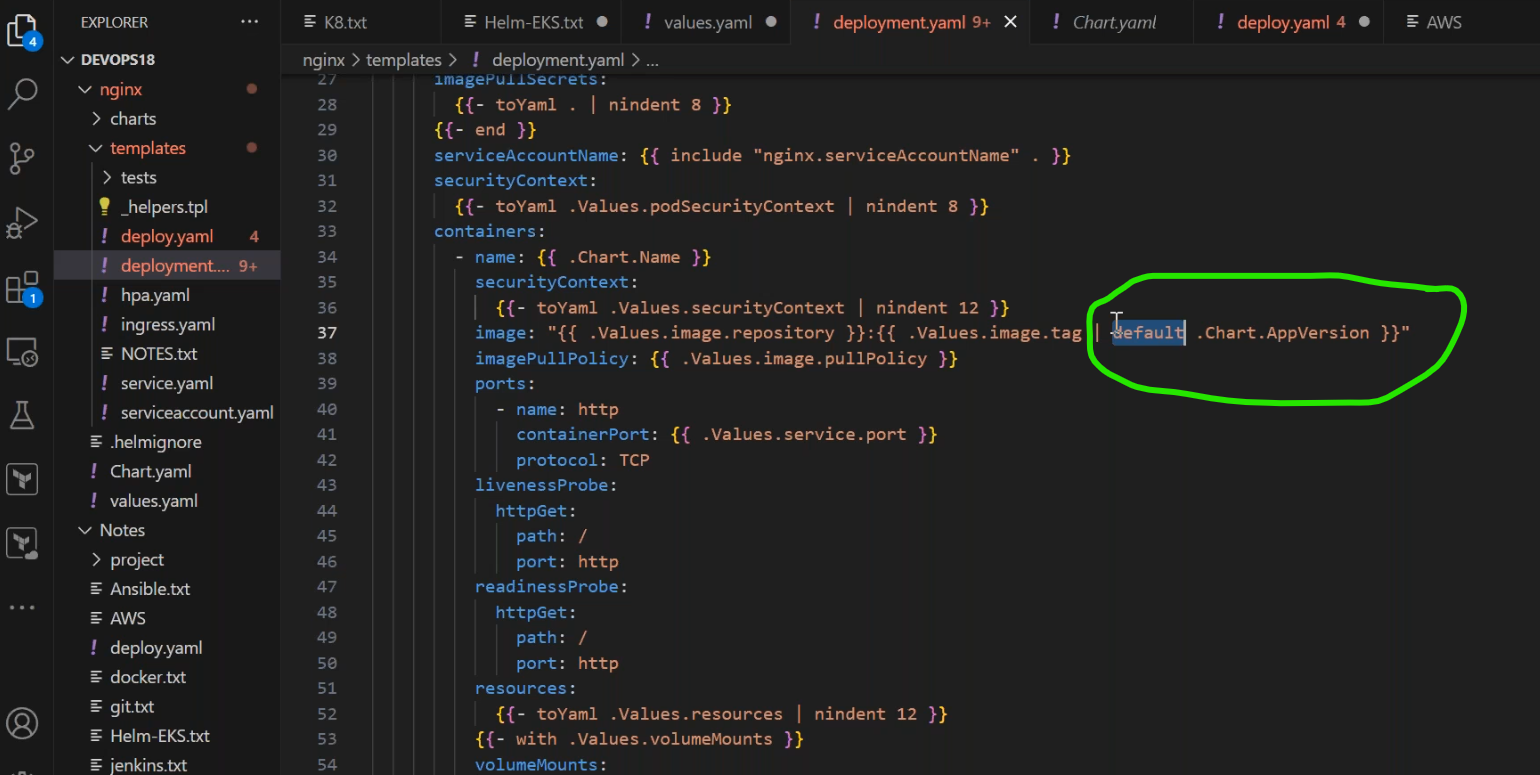 EXPLORER
K8.txt
Helm-EKS.txt
! values.yaml
! deployment.yaml 9+
! Chart.yaml
! deploy.yaml 4
AWS
4
1
DEVOPS18
nginx
charts
templates
tests
_helpers.tpl
! deploy.yaml 4
! deployment.... 9+
! hpa.yaml
! ingress.yaml
NOTES.txt
! service.yaml
! serviceaccount.yaml
.helmignore
! Chart.yaml
! values.yaml
Notes
project
Ansible.txt
AWS
! deploy.yaml
docker.txt
git.txt
Helm-EKS.txt
jenkins.txt
nginx > templates > ! deployment.yaml > ...
27 imagePullSecrets:
28 {{- toYaml . | nindent 8 }}
29 {{- end }}
30 serviceAccountName: {{ include "nginx.serviceAccountName" . }}
31 securityContext:
32 {{- toYaml .Values.podSecurityContext | nindent 8 }}
33 containers:
34 - name: {{ .Chart.Name }}
35 securityContext:
36 {{- toYaml .Values.securityContext | nindent 12 }}
37 image: "{{ .Values.image.repository }}:{{ .Values.image.tag | default .Chart.AppVersion }}"
38 imagePullPolicy: {{ .Values.image.pullPolicy }}
39 ports:
40 - name: http
41 containerPort: {{ .Values.service.port }}
42 protocol: TCP
43 livenessProbe:
44 httpGet:
45 path: /
46 port: http
47 readinessProbe:
48 httpGet:
49 path: /
50 port: http
51 resources:
52 {{- toYaml .Values.resources | nindent 12 }}
53 {{- with .Values.volumeMounts }}
54 volumeMounts: